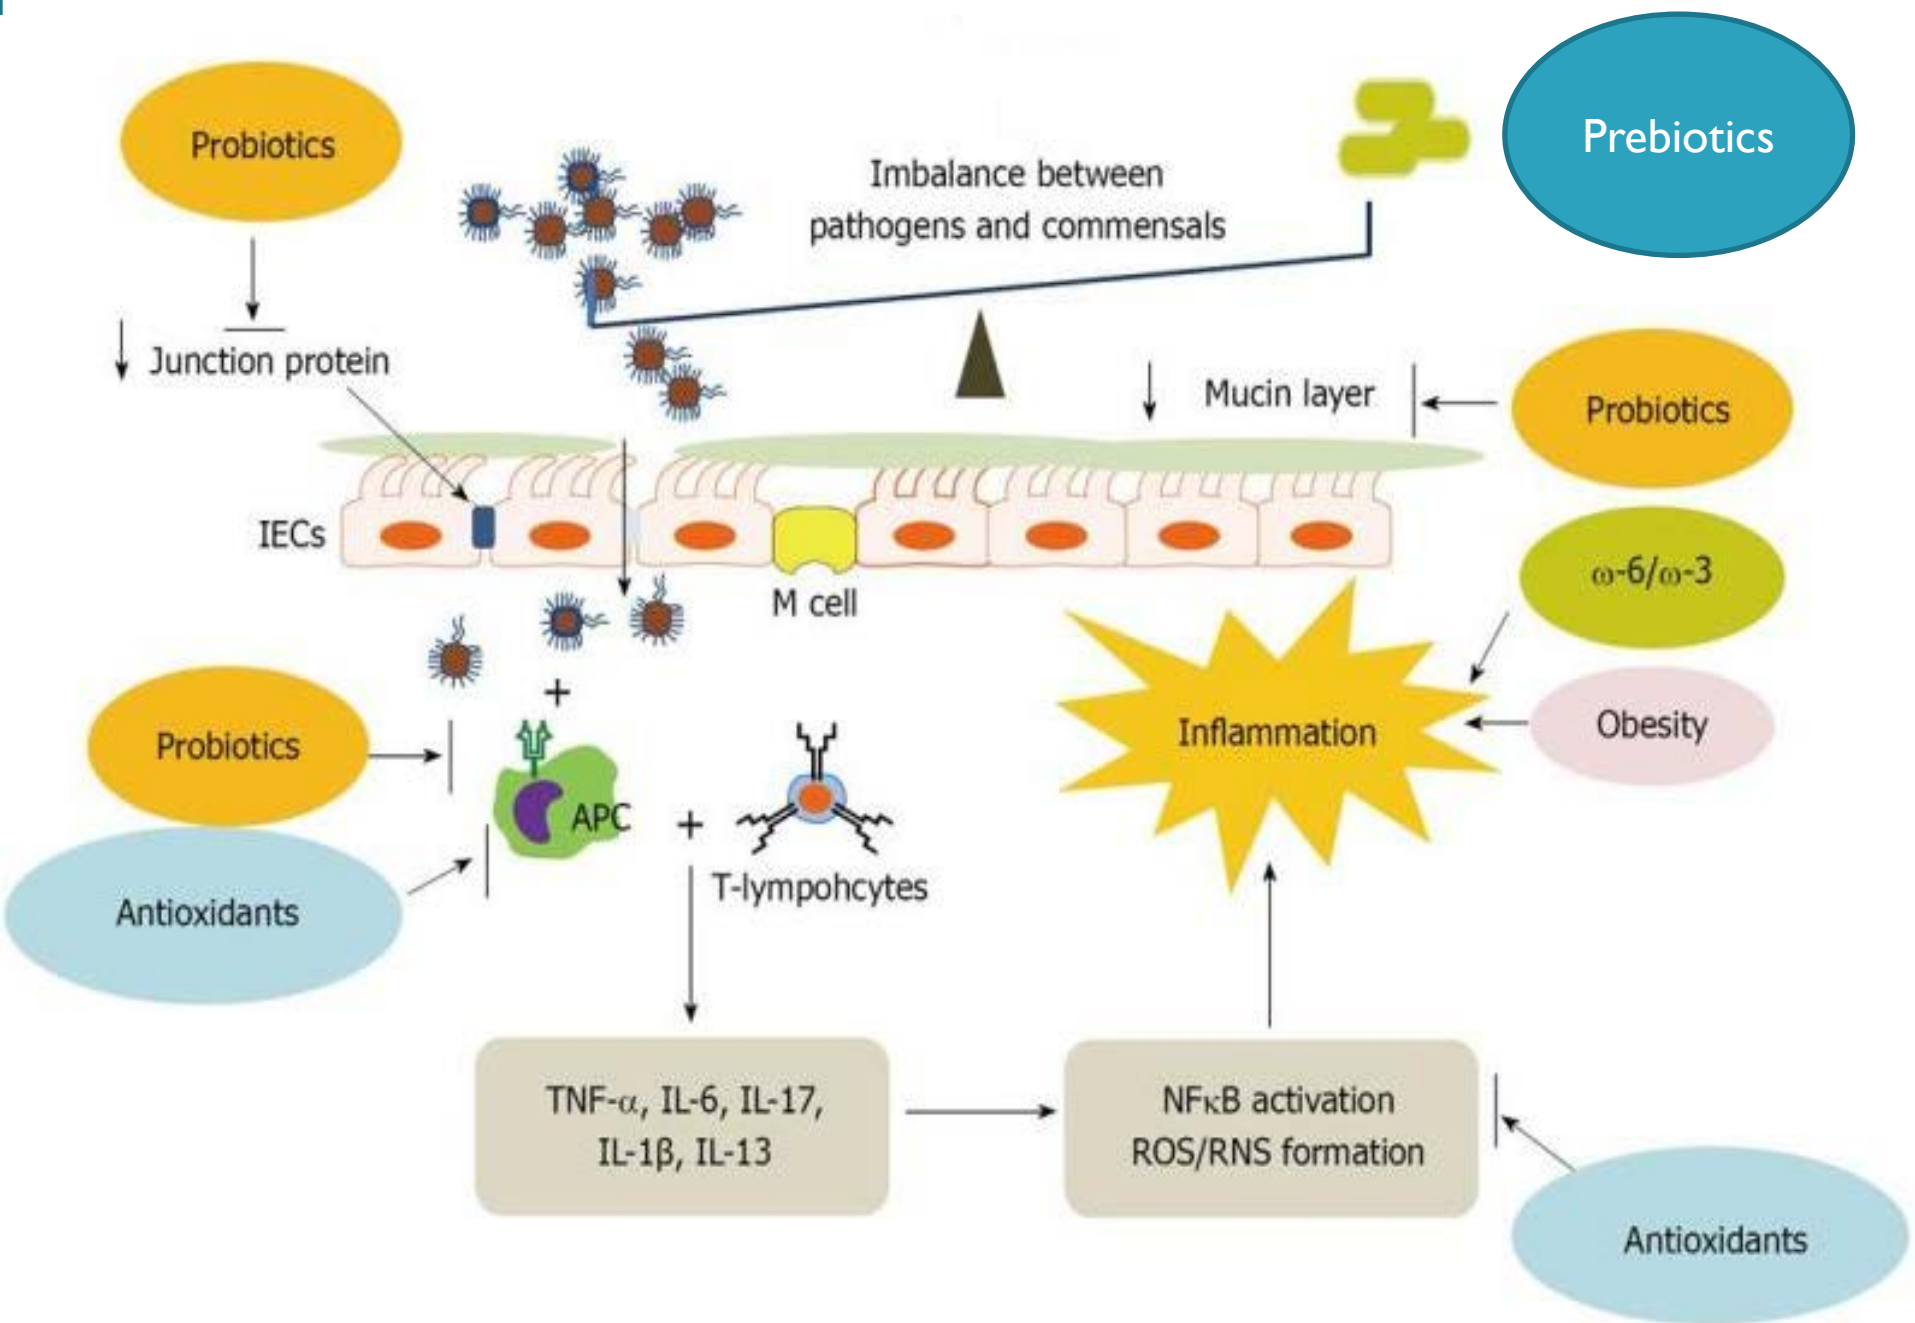 Probiotics
Prebiotics
Imbalance between
pathogens and commensals
Junction protein
Mucin layer
Probiotics
IECs
M cell
ω-6/ω-3
Probiotics
+
Inflammation
Obesity
APC
+
T-lympohcytes
Antioxidants
TNF-α, IL-6, IL-17,
IL-1β, IL-13
NFκB activation
ROS/RNS formation
Antioxidants